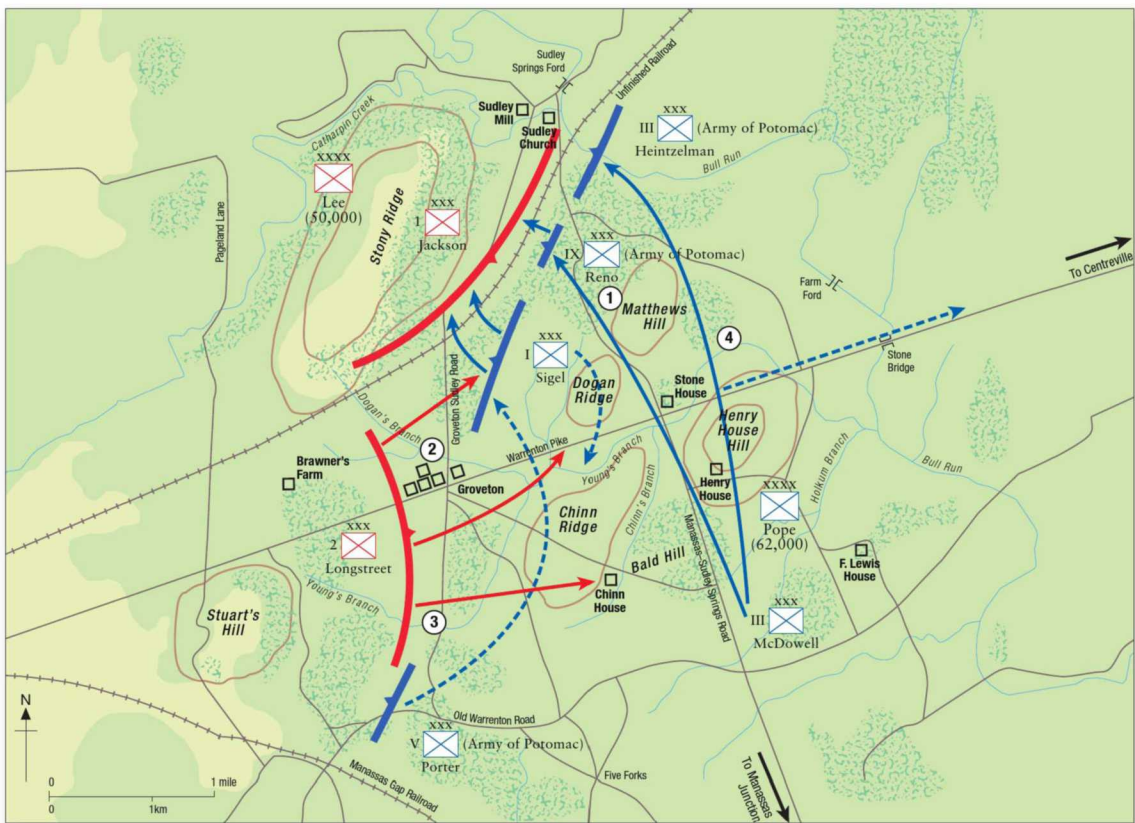 Sudley
Springs Ford
Unfinished Railroad
Sudley
Mill
Sudley
Church
XXX
III
(Army of Potomac)
Heintzelman
Catharpin Creek
Bull Run
XXXX
Lee
(50,000)
XXX
1
Jackson
Stony Ridge
Pageland Lane
XXX
IX
(Army of Potomac)
Reno
To Centreville
1
Matthews
Hill
Farm
Ford
4
XXX
I
Sigel
Stone
Bridge
Groveton Sudley Road
Dogan
Ridge
Stone
House
Henry
House
Hill
Dogan's Branch
2
Warrenton Pike
Young's Branch
Brawner's
Farm
Groveton
Henry
House
Holkum Branch
Bull Run
Chinn
Ridge
Chinn's Branch
XXXX
Pope
(62,000)
XXX
2
Longstreet
Manassas-Sudley Springs Road
Bald Hill
F. Lewis
House
Young's Branch
Chinn
House
Stuart's
Hill
3
XXX
III
McDowell
N
Old Warrenton Road
XXX
V
(Army of Potomac)
Porter
Five Forks
To Manassas
Junction
Manassas Gap Railroad
0
1 mile
0
1km